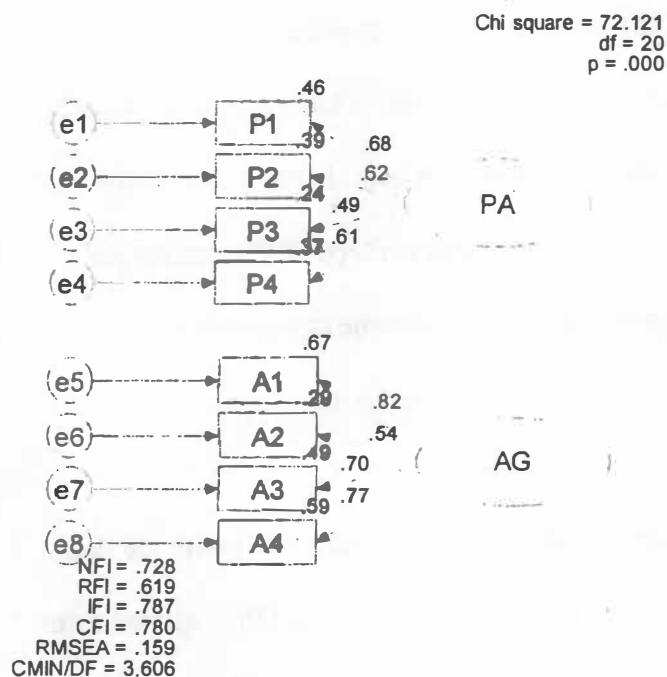 Chi square = 72.121
df = 20
p = .000
.46
e1 P1
.39 .68
e2 P2 .62
.24 PA
.49
e3 P3
.37 .61
e4 P4
.67
e5 A1
.29 .82
e6 A2 .54
.49 AG
.70
e7 A3 .77
.59
e8 A4
NFI = .728
RFI = .619
IFI = .787
CFI = .780
RMSEA = .159
CMIN/DF = 3.606